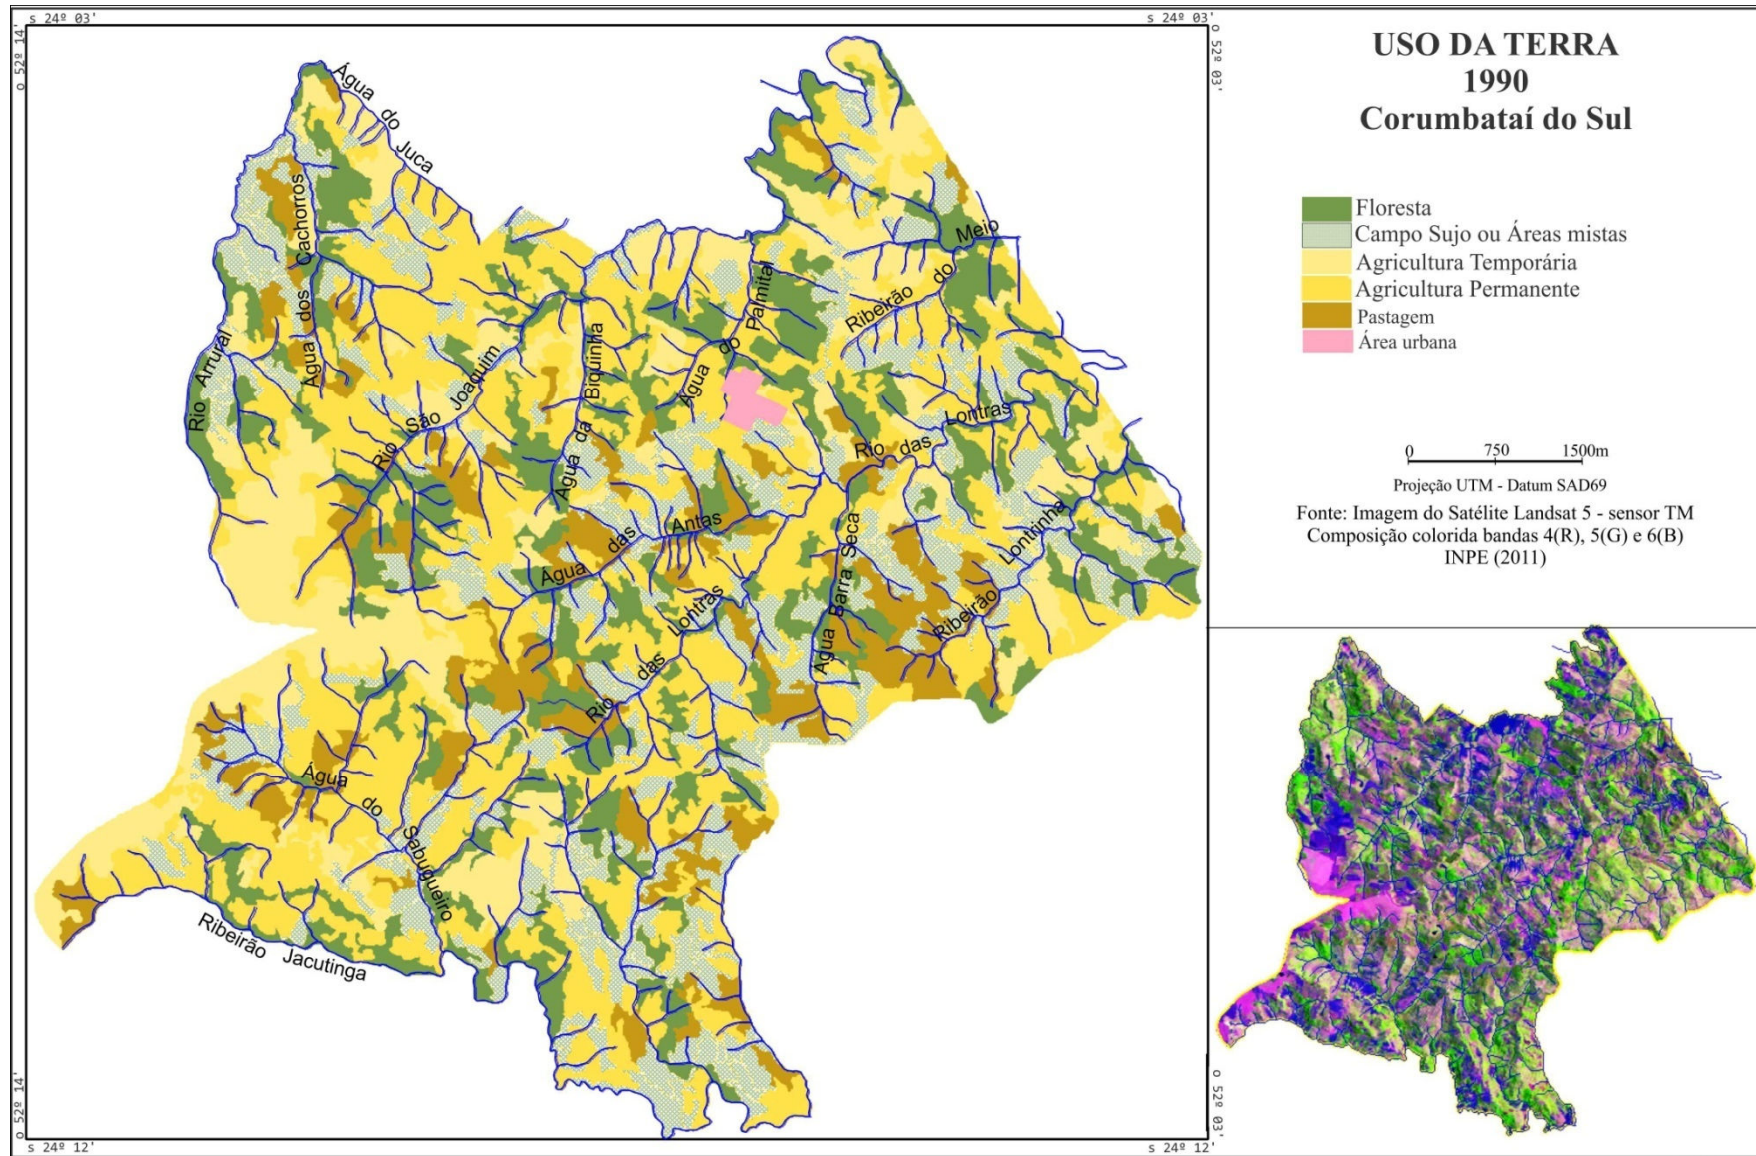 s 24º 03'
s 24º 03'
o 52º 14'
o 52º 03'
USO DA TERRA
1990
Corumbataí do Sul
Floresta
Campo Sujo ou Áreas mistas
Agricultura Temporária
Agricultura Permanente
Pastagem
Área urbana
0 750 1500m
Projeção UTM - Datum SAD69
Fonte: Imagem do Satélite Landsat 5 - sensor TM
Composição colorida bandas 4(R), 5(G) e 6(B)
INPE (2011)
Água do Juca
Água dos Cachorros
Rio Arrural
Rio São Joaquim
Água da Biquinha
Água do Palmital
Ribeirão do Meio
Rio das Lontras
Água das Antas
Água Barra Seca
Ribeirão Lontrinha
Rio das Lontras
Água do Sabugueiro
Ribeirão Jacutinga
o 52º 14'
o 52º 03'
s 24º 12'
s 24º 12'